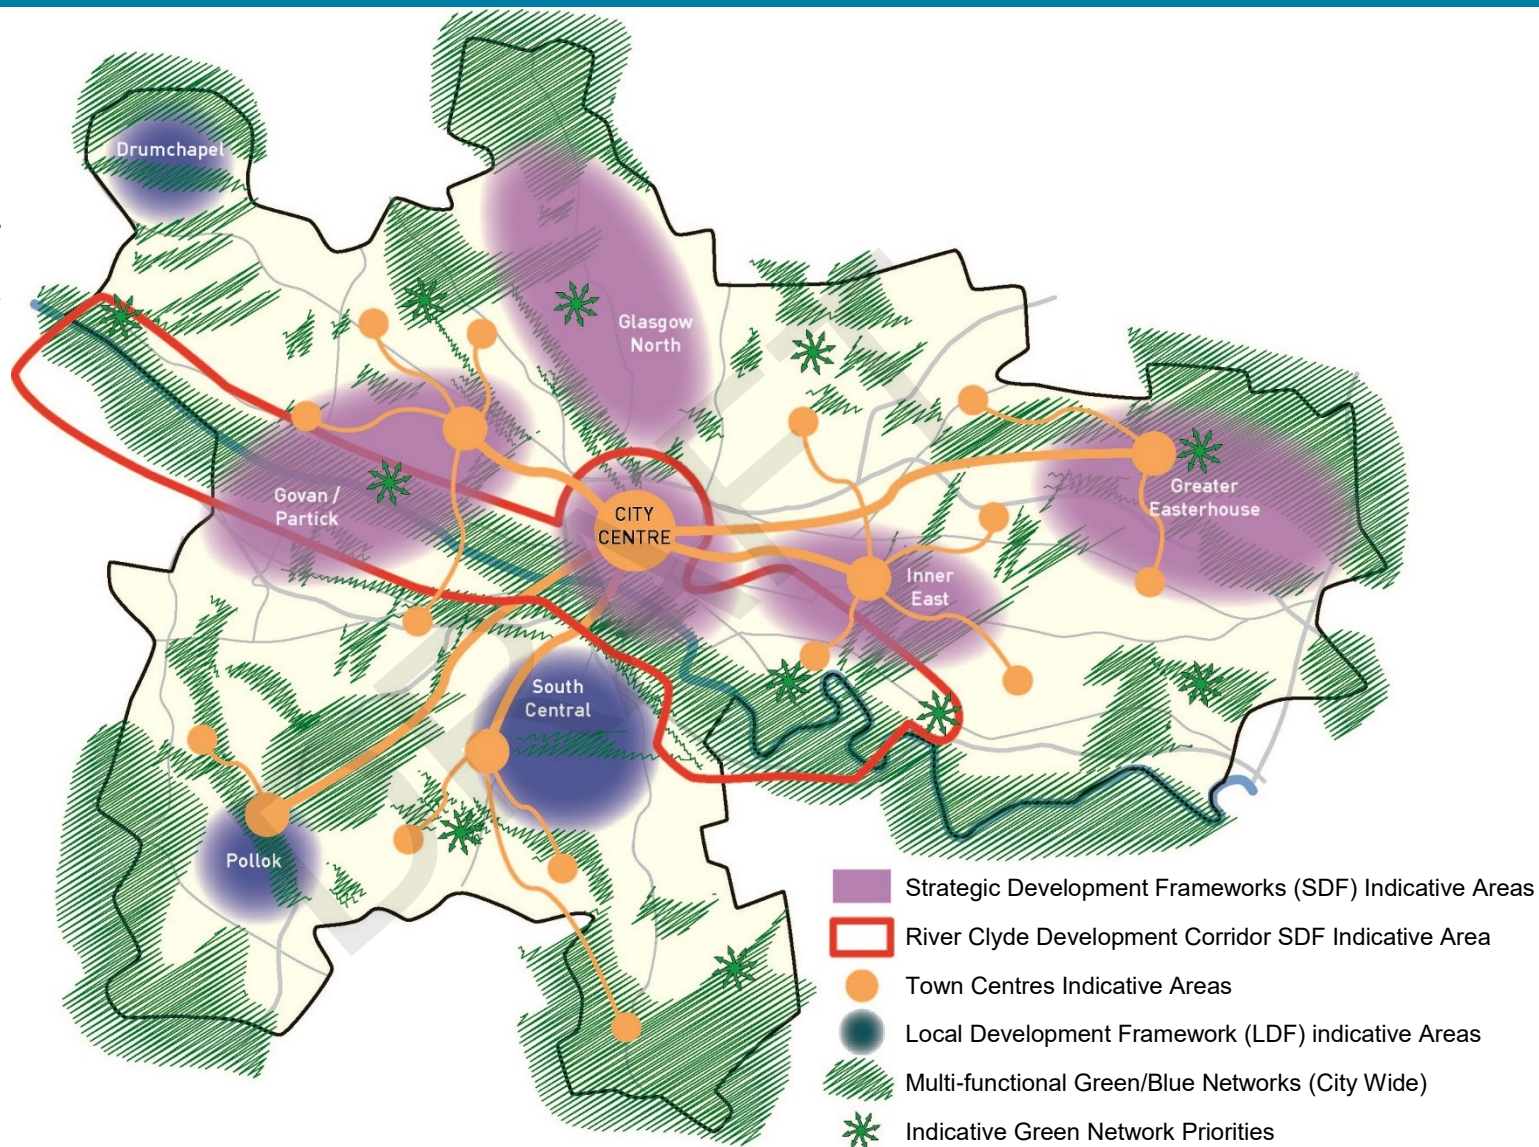 Drumchapel
Glasgow
North
Govan /
Partick
CITY
CENTRE
Greater
Easterhouse
Inner
East
South
Central
Pollok
DRAFT
Strategic Development Frameworks (SDF) Indicative Areas
River Clyde Development Corridor SDF Indicative Area
Town Centres Indicative Areas
Local Development Framework (LDF) indicative Areas
Multi-functional Green/Blue Networks (City Wide)
Indicative Green Network Priorities